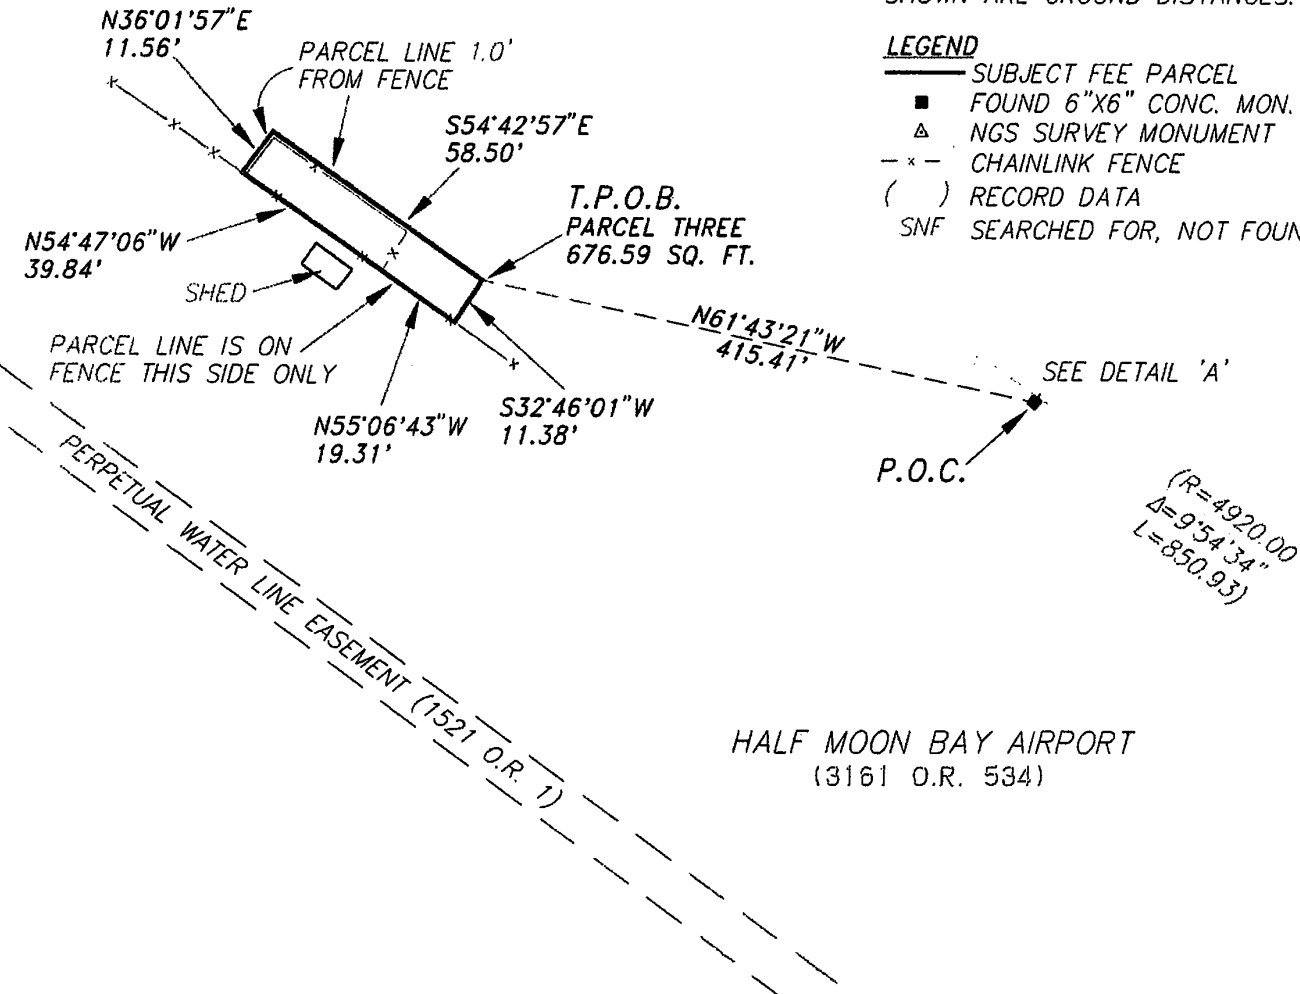 SHOWN ARE GROUND DISTANCES.
N36°01'57"E
11.56'
PARCEL LINE 1.0'
FROM FENCE
S54°42'57"E
58.50'
T.P.O.B.
PARCEL THREE
676.59 SQ. FT.
LEGEND
SUBJECT FEE PARCEL
FOUND 6"X6" CONC. MON.
NGS SURVEY MONUMENT
- x - CHAINLINK FENCE
( ) RECORD DATA
SNF SEARCHED FOR, NOT FOUN
N54°47'06"W
39.84'
SHED
PARCEL LINE IS ON
FENCE THIS SIDE ONLY
N55°06'43"W
19.31'
S32°46'01"W
11.38'
N61°43'21"W
415.41'
SEE DETAIL 'A'
P.O.C.
(R=4920.00
Δ=9°54'34"
L=850.93)
PERPETUAL WATER LINE EASEMENT (1521 O.R. 1)
HALF MOON BAY AIRPORT
(3161 O.R. 534)